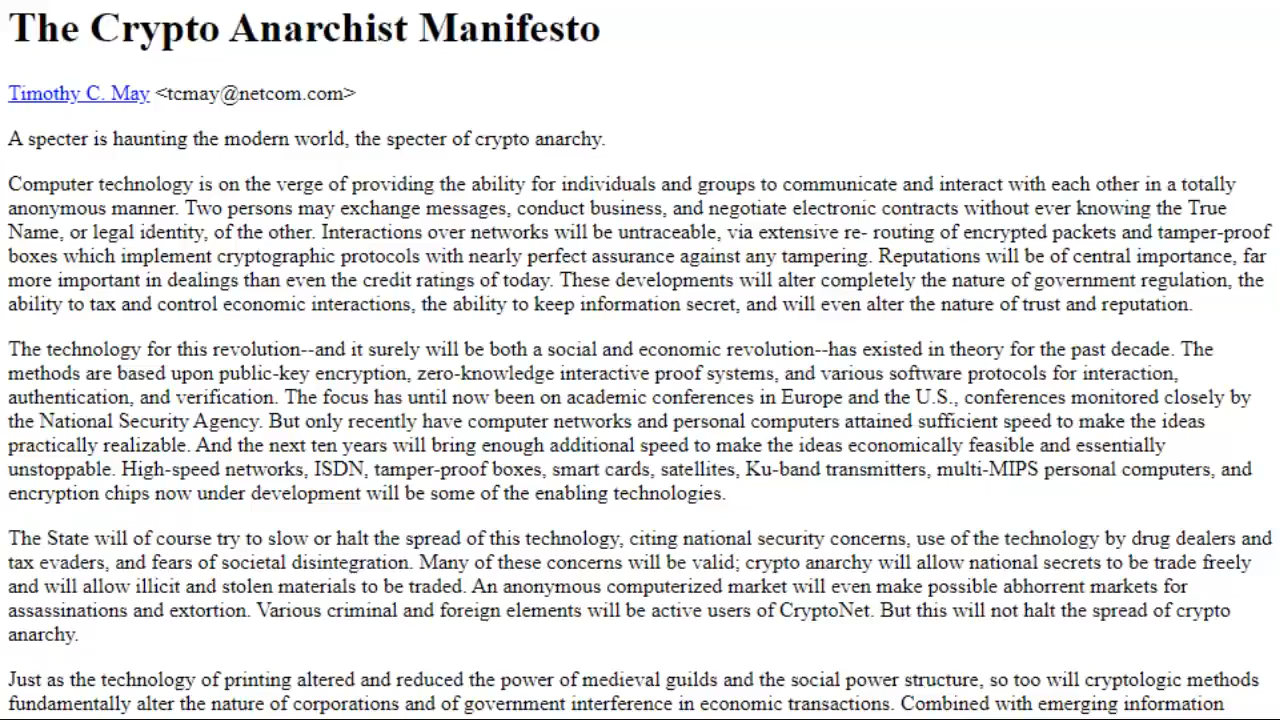 The Crypto Anarchist Manifesto
Timothy C. May <tcmay@netcom.com>
A specter is haunting the modern world, the specter of crypto anarchy.
Computer technology is on the verge of providing the ability for individuals and groups to communicate and interact with each other in a totally
anonymous manner. Two persons may exchange messages, conduct business, and negotiate electronic contracts without ever knowing the True
Name, or legal identity, of the other. Interactions over networks will be untraceable, via extensive re- routing of encrypted packets and tamper-proof
boxes which implement cryptographic protocols with nearly perfect assurance against any tampering. Reputations will be of central importance, far
more important in dealings than even the credit ratings of today. These developments will alter completely the nature of government regulation, the
ability to tax and control economic interactions, the ability to keep information secret, and will even alter the nature of trust and reputation.
The technology for this revolution--and it surely will be both a social and economic revolution--has existed in theory for the past decade. The
methods are based upon public-key encryption, zero-knowledge interactive proof systems, and various software protocols for interaction,
authentication, and verification. The focus has until now been on academic conferences in Europe and the U.S., conferences monitored closely by
the National Security Agency. But only recently have computer networks and personal computers attained sufficient speed to make the ideas
practically realizable. And the next ten years will bring enough additional speed to make the ideas economically feasible and essentially
unstoppable. High-speed networks, ISDN, tamper-proof boxes, smart cards, satellites, Ku-band transmitters, multi-MIPS personal computers, and
encryption chips now under development will be some of the enabling technologies.
The State will of course try to slow or halt the spread of this technology, citing national security concerns, use of the technology by drug dealers and
tax evaders, and fears of societal disintegration. Many of these concerns will be valid; crypto anarchy will allow national secrets to be trade freely
and will allow illicit and stolen materials to be traded. An anonymous computerized market will even make possible abhorrent markets for
assassinations and extortion. Various criminal and foreign elements will be active users of CryptoNet. But this will not halt the spread of crypto
anarchy.
Just as the technology of printing altered and reduced the power of medieval guilds and the social power structure, so too will cryptologic methods
fundamentally alter the nature of corporations and of government interference in economic transactions. Combined with emerging information